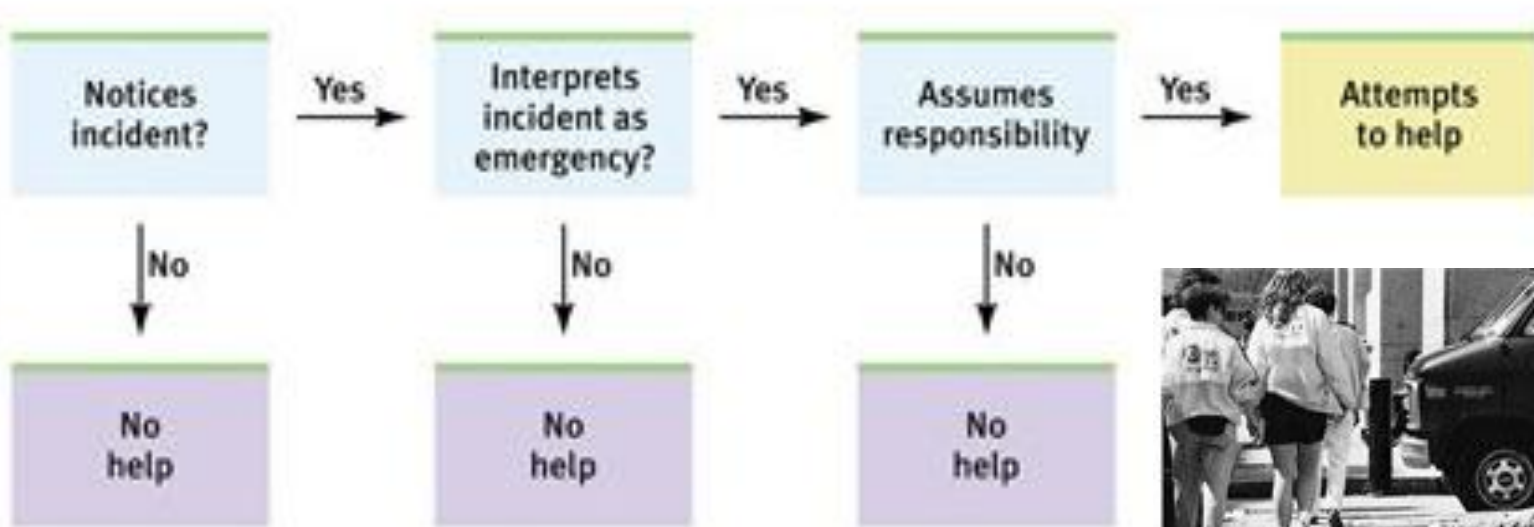 Notices
incident?
Yes
Interprets
incident as
emergency?
Yes
Assumes
responsibility
Yes
Attempts
to help
No
No
No
No
help
No
help
No
help